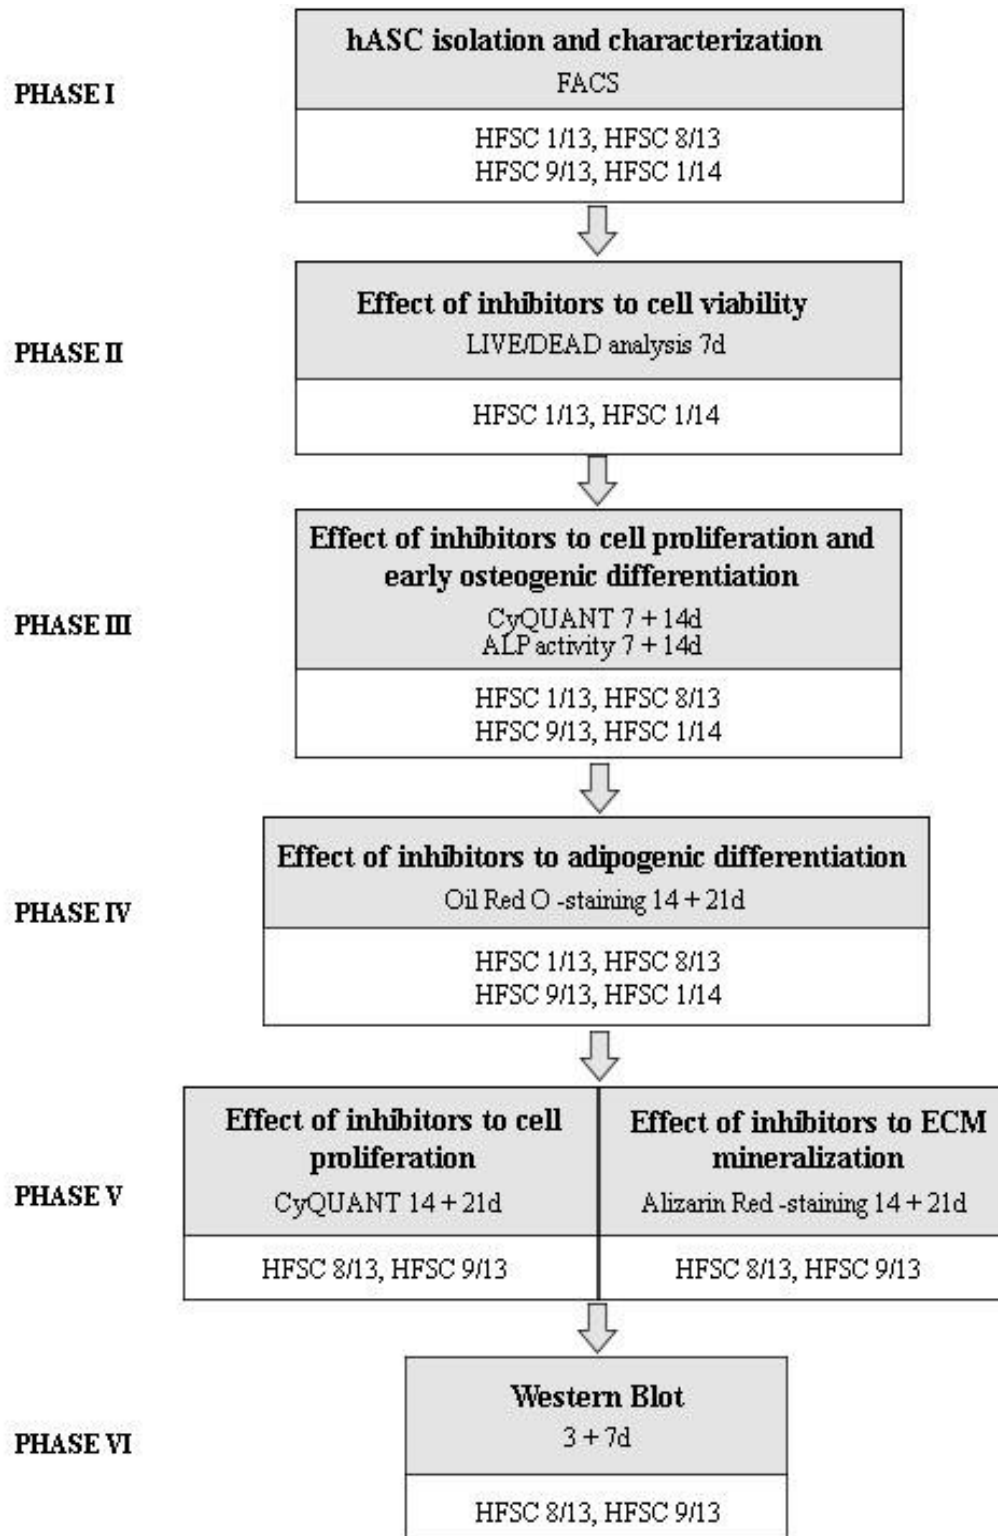 hASC isolation and characterization
FACS
PHASE I
HFSC 1/13, HFSC 8/13
HFSC 9/13, HFSC 1/14
Effect of inhibitors to cell viability
LIVE/DEAD analysis 7d
PHASE II
HFSC 1/13, HFSC 1/14
Effect of inhibitors to cell proliferation and
early osteogenic differentiation
CyQUANT 7 + 14d
ALP activity 7 + 14d
PHASE III
HFSC 1/13, HFSC 8/13
HFSC 9/13, HFSC 1/14
Effect of inhibitors to adipogenic differentiation
Oil Red O -staining 14 + 21d
PHASE IV
HFSC 1/13, HFSC 8/13
HFSC 9/13, HFSC 1/14
Effect of inhibitors to cell
proliferation
CyQUANT 14 + 21d
Effect of inhibitors to ECM
mineralization
Alizarin Red -staining 14 + 21d
PHASE V
HFSC 8/13, HFSC 9/13
HFSC 8/13, HFSC 9/13
Western Blot
3 + 7d
PHASE VI
HFSC 8/13, HFSC 9/13